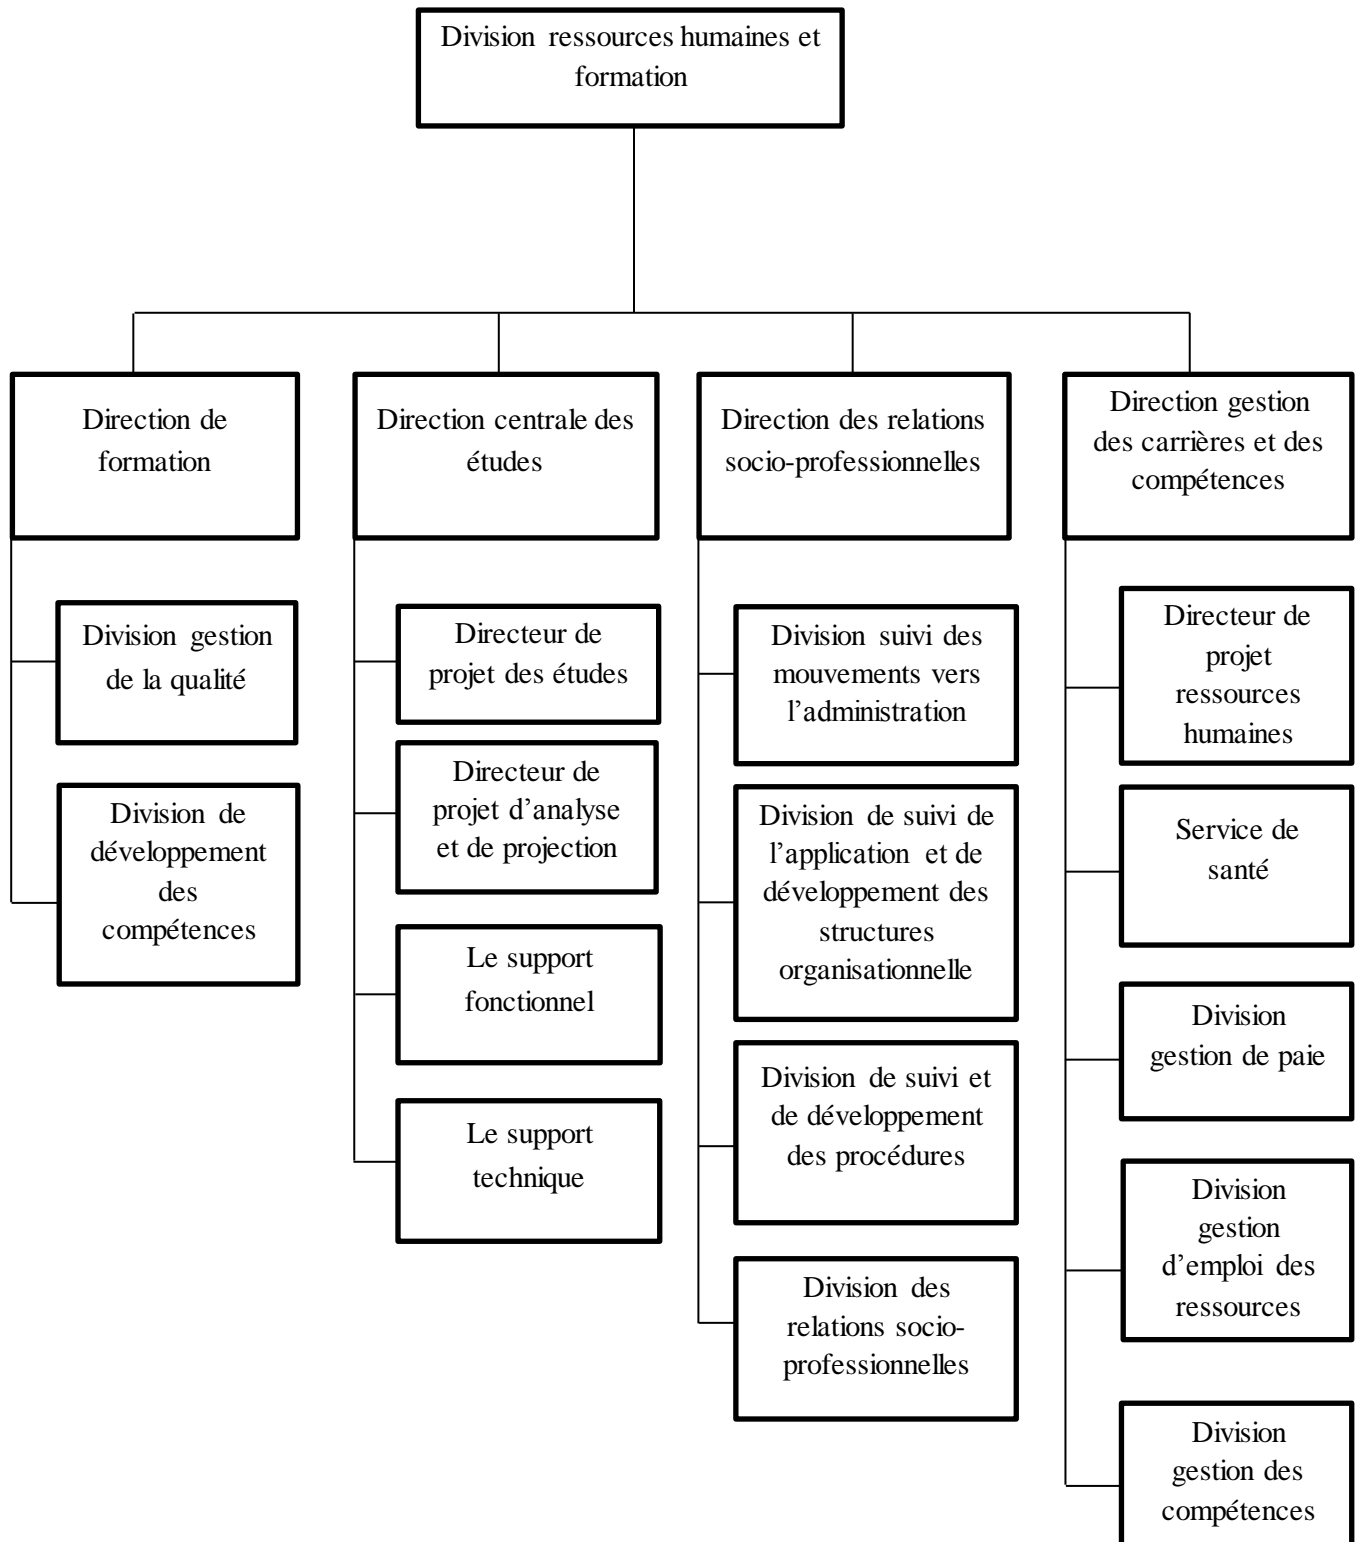 Division ressources humaines et
formation
Direction de
formation
Direction centrale des
études
Direction des relations
socio-professionnelles
Direction gestion
des carrières et des
compétences
Division gestion
de la qualité
Division de
développement
des
compétences
Directeur de
projet des études
Directeur de
projet d’analyse
et de projection
Le support
fonctionnel
Le support
technique
Division suivi des
mouvements vers
l’administration
Division de suivi de
l’application et de
développement des
structures
organisationnelle
Division de suivi et
de développement
des procédures
Division des
relations socio-
professionnelles
Directeur de
projet
ressources
humaines
Service de
santé
Division
gestion de paie
Division
gestion
d’emploi des
ressources
Division
gestion des
compétences